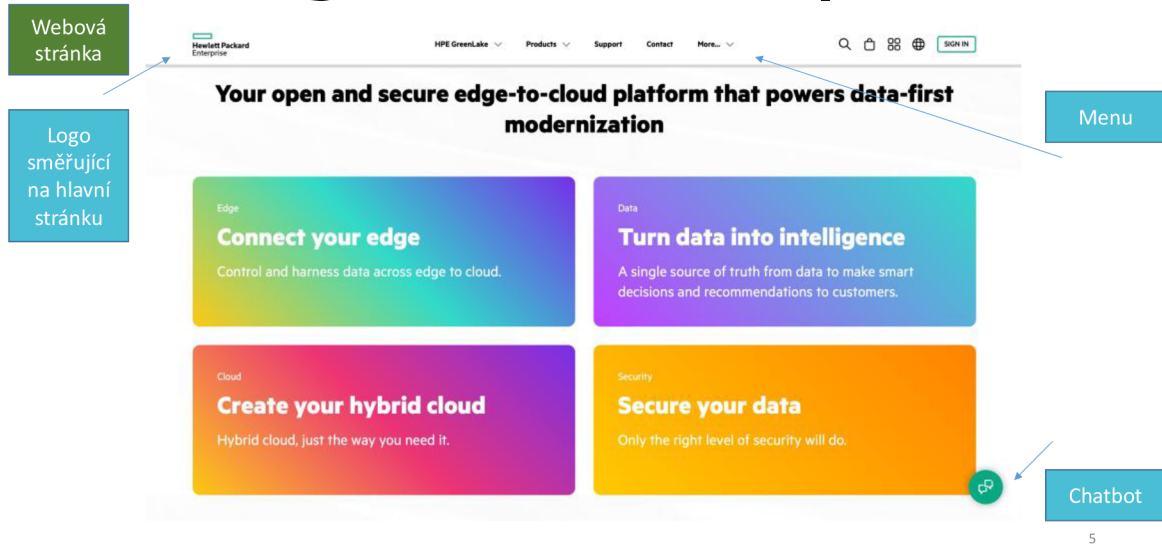 Webová
stránka
Logo
směřující
na hlavní
stránku
Hewlett Packard
Enterprise
HPE GreenLake
Products
Support
Contact
More...
SIGN IN
Your open and secure edge-to-cloud platform that powers data-first
modernization
Menu
Edge
Connect your edge
Control and harness data across edge to cloud.
Data
Turn data into intelligence
A single source of truth from data to make smart
decisions and recommendations to customers.
Cloud
Create your hybrid cloud
Hybrid cloud, just the way you need it.
Security
Secure your data
Only the right level of security will do.
Chatbot
5